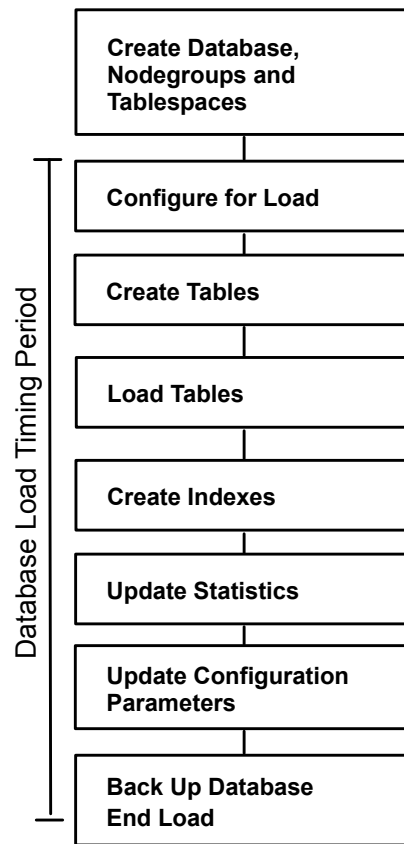 Create Database,
Nodegroups and
Tablespaces
Configure for Load
Create Tables
Load Tables
Create Indexes
Update Statistics
Update Configuration
Parameters
Back Up Database
End Load
Database Load Timing Period